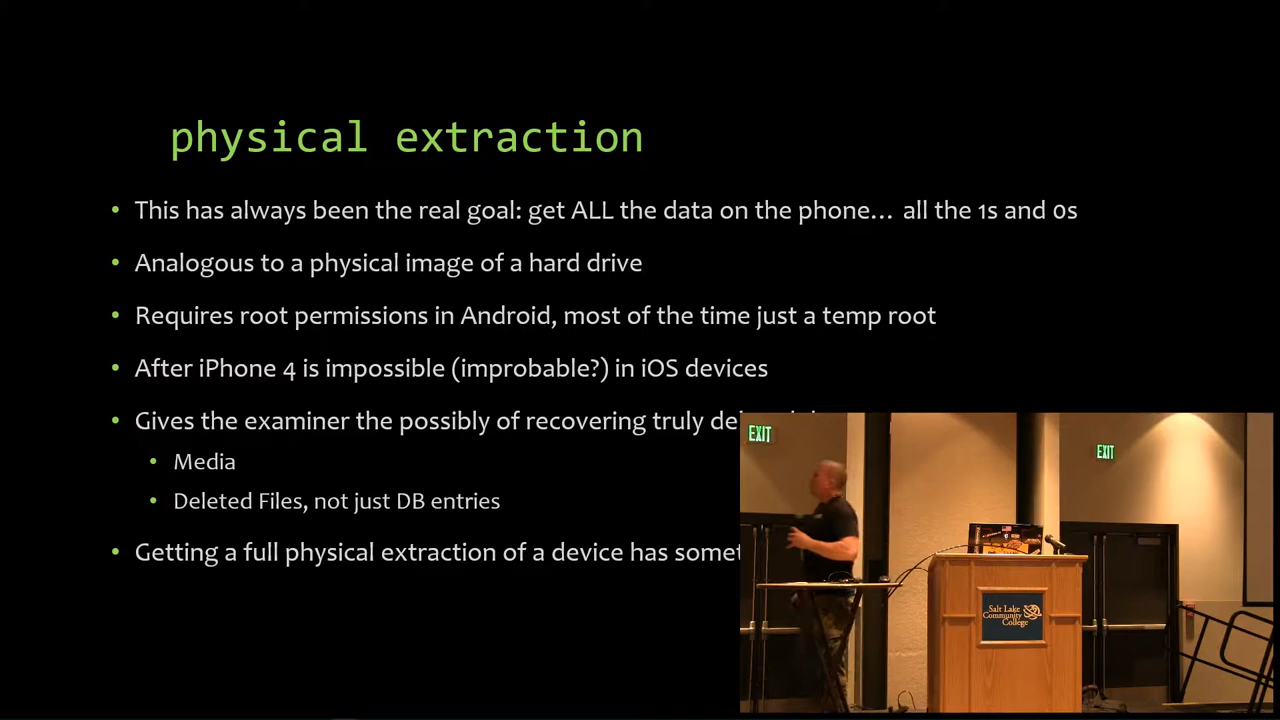 physical extraction
• This has always been the real goal: get ALL the data on the phone… all the 1s and 0s
• Analogous to a physical image of a hard drive
• Requires root permissions in Android, most of the time just a temp root
• After iPhone 4 is impossible (improbable?) in iOS devices
• Gives the examiner the possibly of recovering truly
• Media
• Deleted Files, not just DB entries
• Getting a full physical extraction of a device has
EXIT
EXIT
Salt Lake
Community
College